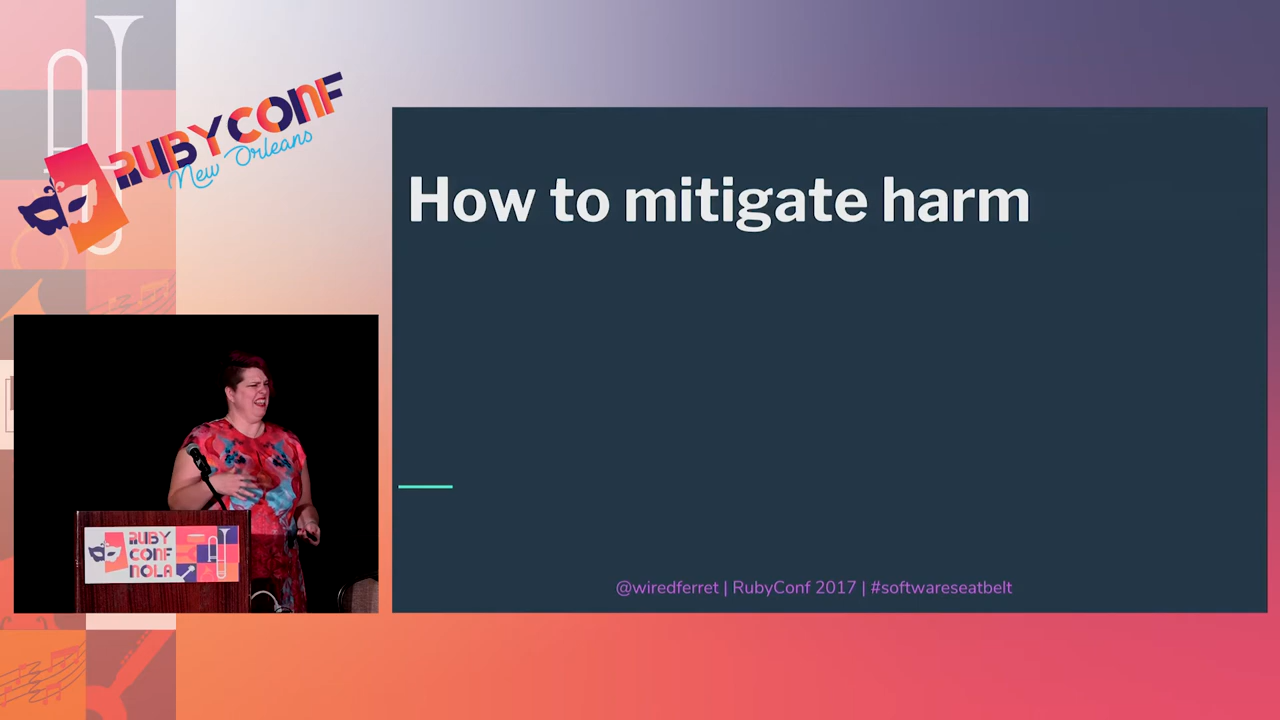 RUBYCONF
New Orleans
How to mitigate harm
RUBY
CONF
NOLA
@wiredferret | RubyConf 2017 | #softwareseatbelt